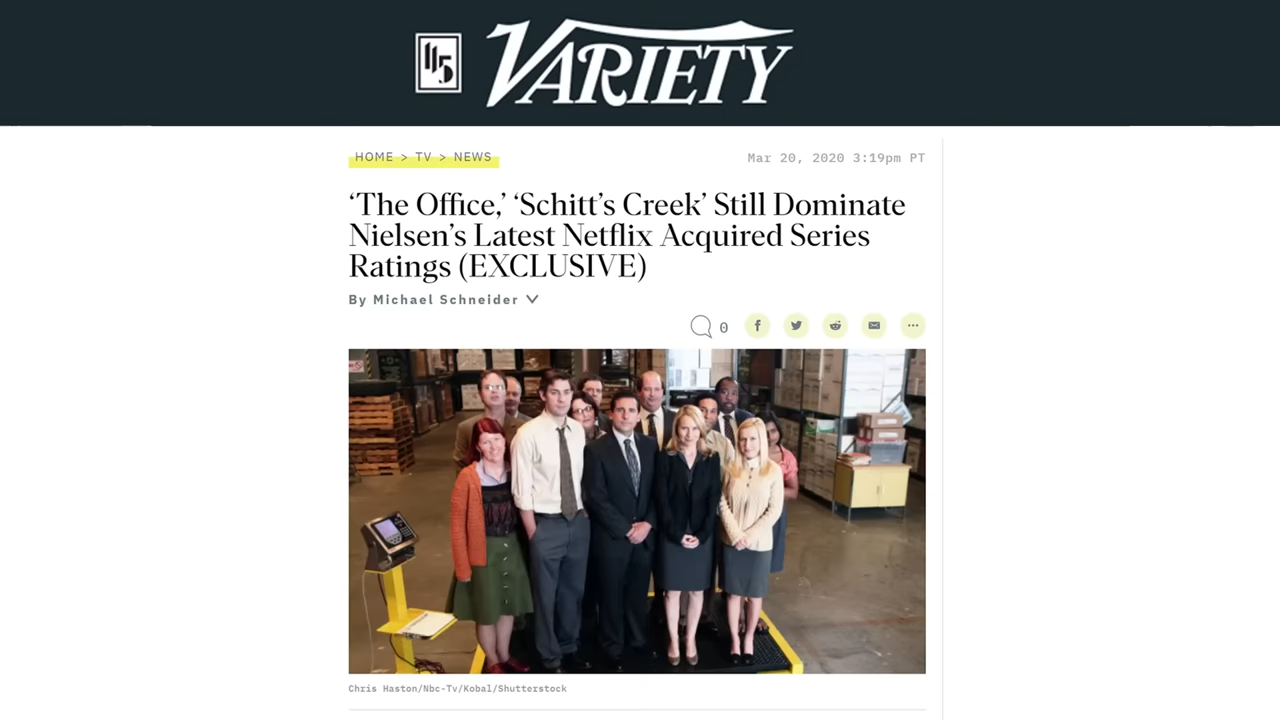 115 VARIETY
HOME > TV > NEWS
Mar 20, 2020 3:19pm PT
‘The Office,’ ‘Schitt’s Creek’ Still Dominate
Nielsen’s Latest Netflix Acquired Series
Ratings (EXCLUSIVE)
By Michael Schneider
0
Chris Haston/Nbc-Tv/Kobal/Shutterstock